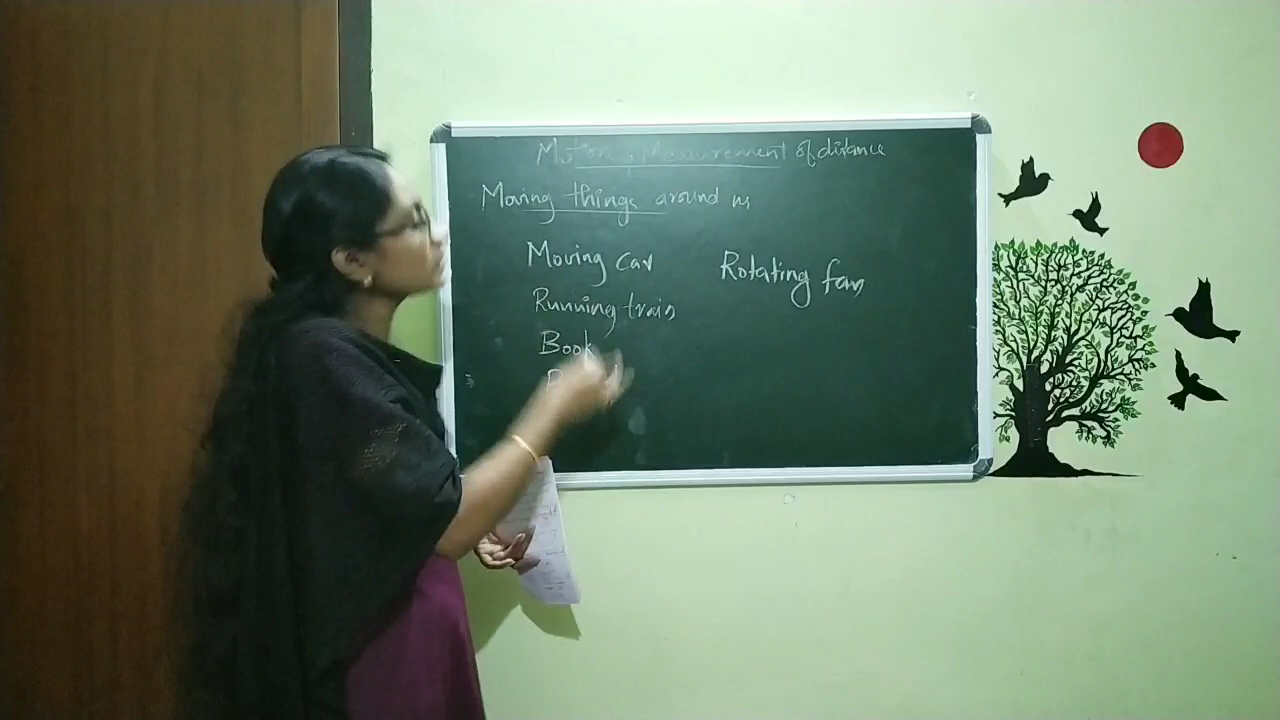 Motion, Measurement of distance
Moving things around us
Moving car
Rotating fan
Running train
Book